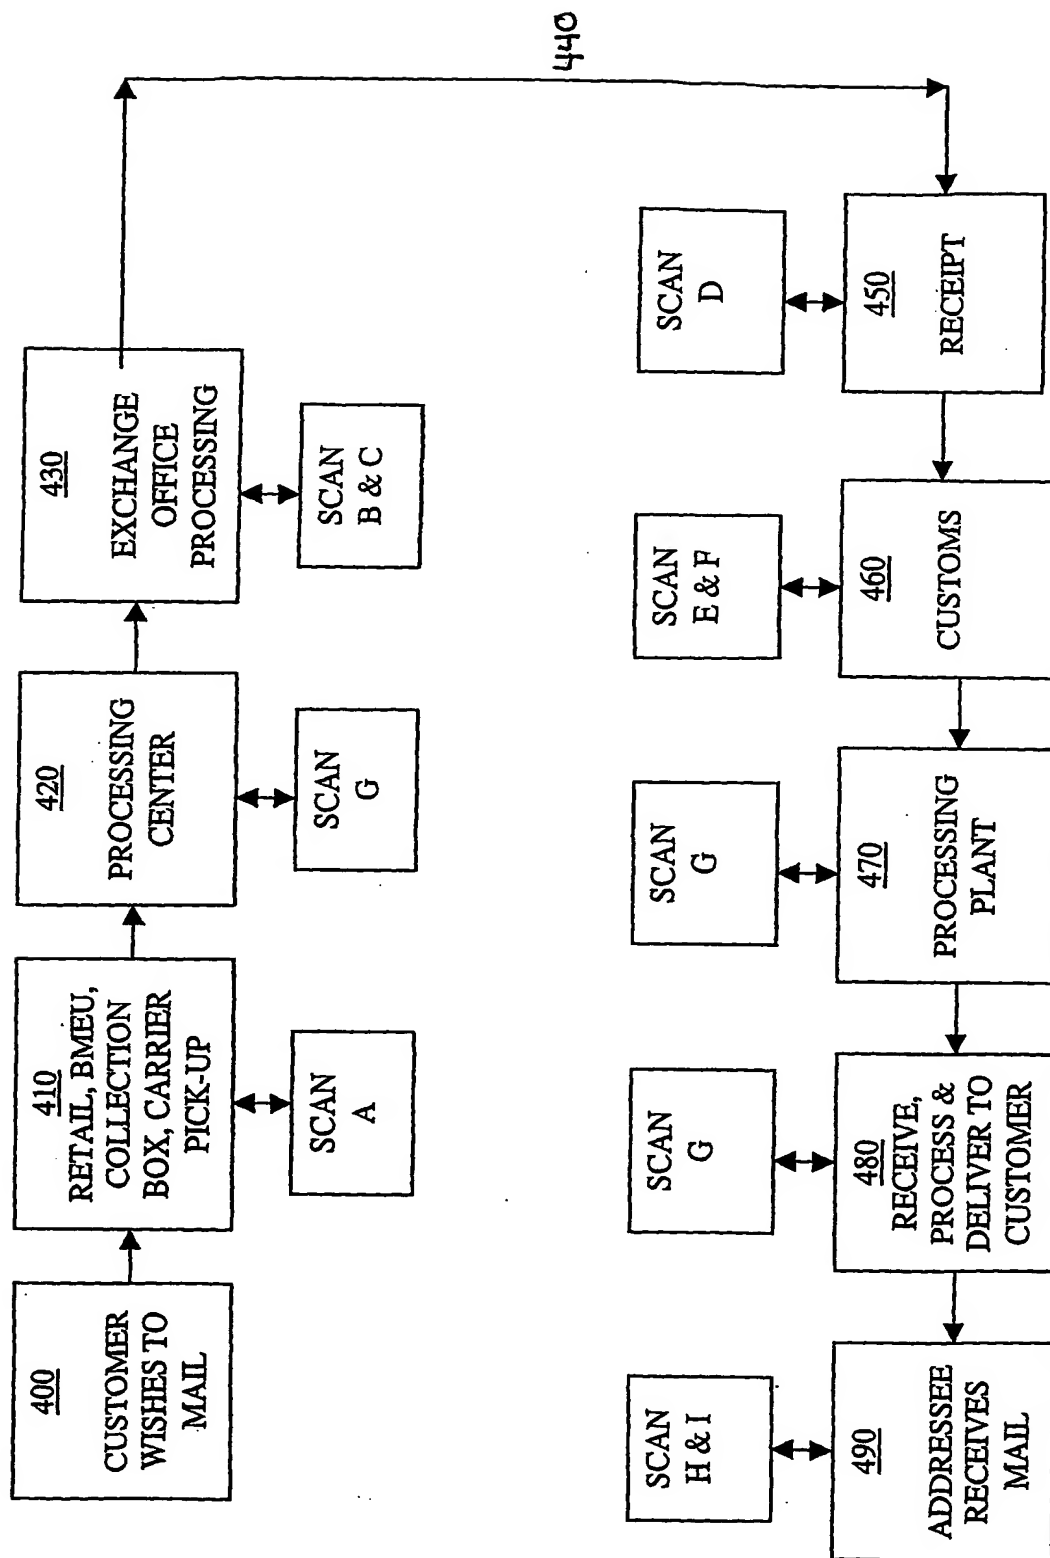 400
CUSTOMER
WISHES TO
MAIL
410
RETAIL, BMEU,
COLLECTION
BOX, CARRIER
PICK-UP
SCAN
A
420
PROCESSING
CENTER
SCAN
G
430
EXCHANGE
OFFICE
PROCESSING
SCAN
B & C
440
450
RECEIPT
SCAN
D
460
CUSTOMS
SCAN
E & F
470
PROCESSING
PLANT
SCAN
G
480
RECEIVE,
PROCESS &
DELIVER TO
CUSTOMER
SCAN
G
490
ADDRESSEE
RECEIVES
MAIL
SCAN
H & I